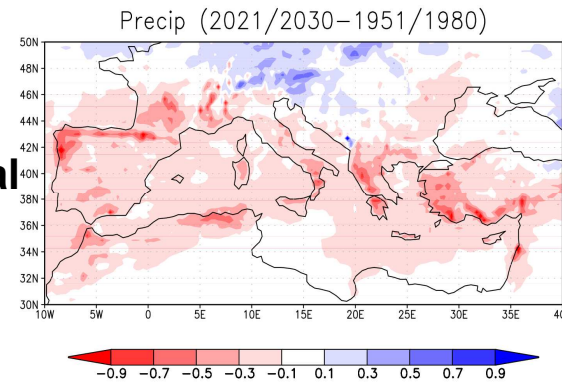 Precip (2021/2030−1951/1980)
50N
48N
46N
44N
42N
al
40N
38N
36N
34N
32N
30N
10W 5W 0 5E 10E 15E 20E 25E 30E 35E 40
−0.9 −0.7 −0.5 −0.3 −0.1 0.1 0.3 0.5 0.7 0.9